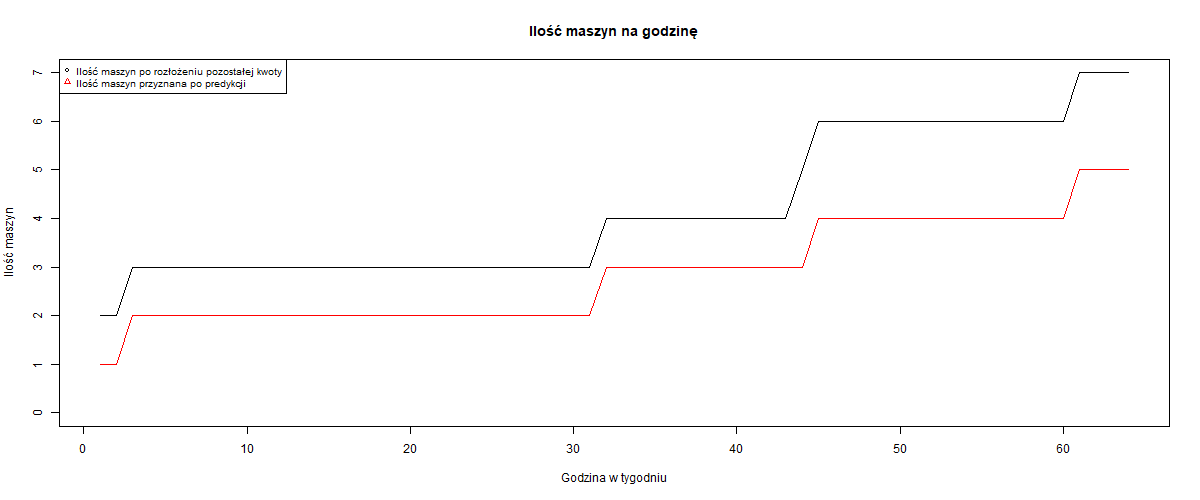 Ilość maszyn na godzinę
Ilość maszyn po rozłożeniu pozostałej kwoty
Ilość maszyn przyznana po predykcji
Ilość maszyn
7
6
5
4
3
2
1
0
0 10 20 30 40 50 60
Godzina w tygodniu